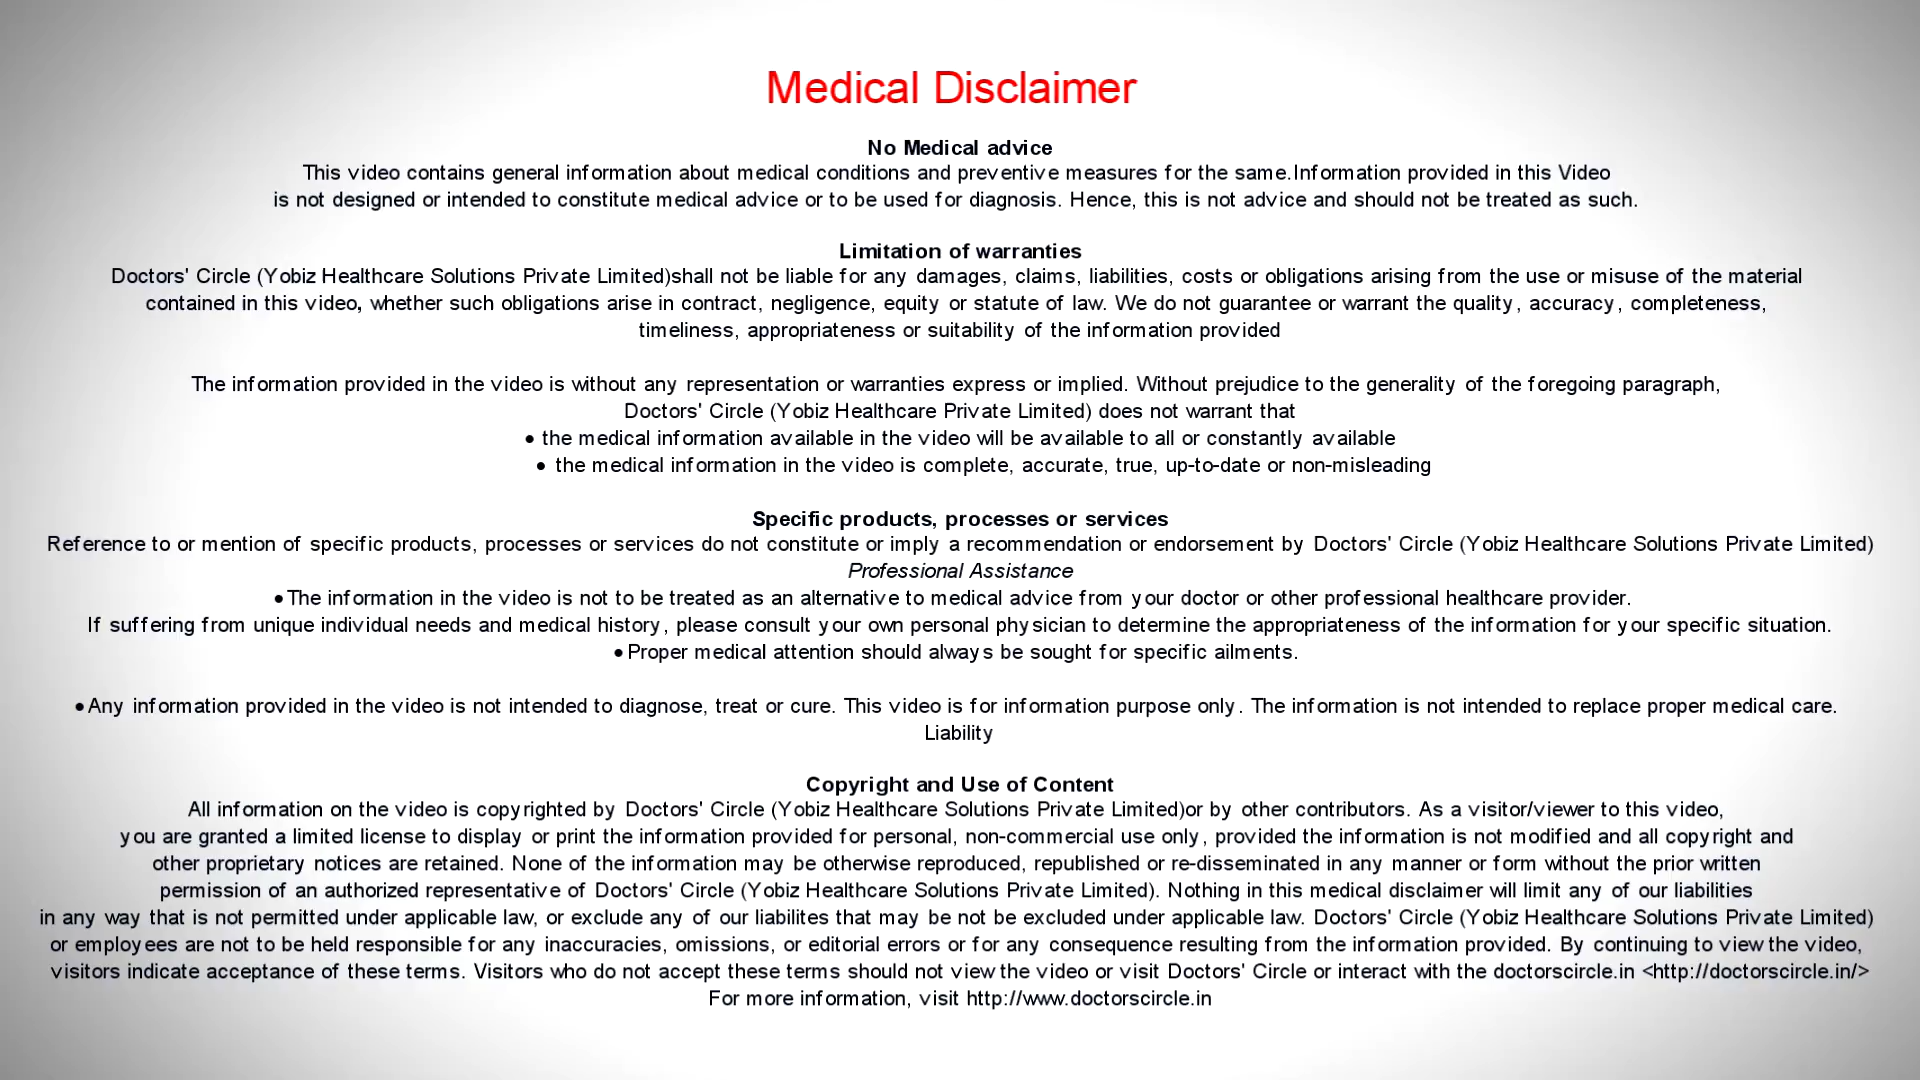 Medical Disclaimer
No Medical advice
This video contains general information about medical conditions and preventive measures for the same.Information provided in this Video
is not designed or intended to constitute medical advice or to be used for diagnosis. Hence, this is not advice and should not be treated as such.
Limitation of warranties
Doctors' Circle (Yobiz Healthcare Solutions Private Limited)shall not be liable for any damages, claims, liabilities, costs or obligations arising from the use or misuse of the material
contained in this video, whether such obligations arise in contract, negligence, equity or statute of law. We do not guarantee or warrant the quality, accuracy, completeness,
timeliness, appropriateness or suitability of the information provided
The information provided in the video is without any representation or warranties express or implied. Without prejudice to the generality of the foregoing paragraph,
Doctors' Circle (Yobiz Healthcare Private Limited) does not warrant that
• the medical information available in the video will be available to all or constantly available
• the medical information in the video is complete, accurate, true, up-to-date or non-misleading
Specific products, processes or services
Reference to or mention of specific products, processes or services do not constitute or imply a recommendation or endorsement by Doctors' Circle (Yobiz Healthcare Solutions Private Limited)
Professional Assistance
•The information in the video is not to be treated as an alternative to medical advice from your doctor or other professional healthcare provider.
If suffering from unique individual needs and medical history, please consult your own personal physician to determine the appropriateness of the information for your specific situation.
•Proper medical attention should always be sought for specific ailments.
•Any information provided in the video is not intended to diagnose, treat or cure. This video is for information purpose only. The information is not intended to replace proper medical care.
Liability
Copyright and Use of Content
All information on the video is copyrighted by Doctors' Circle (Yobiz Healthcare Solutions Private Limited)or by other contributors. As a visitor/viewer to this video,
you are granted a limited license to display or print the information provided for personal, non-commercial use only, provided the information is not modified and all copyright and
other proprietary notices are retained. None of the information may be otherwise reproduced, republished or re-disseminated in any manner or form without the prior written
permission of an authorized representative of Doctors' Circle (Yobiz Healthcare Solutions Private Limited). Nothing in this medical disclaimer will limit any of our liabilities
in any way that is not permitted under applicable law, or exclude any of our liabilites that may be not be excluded under applicable law. Doctors' Circle (Yobiz Healthcare Solutions Private Limited)
or employees are not to be held responsible for any inaccuracies, omissions, or editorial errors or for any consequence resulting from the information provided. By continuing to view the video,
visitors indicate acceptance of these terms. Visitors who do not accept these terms should not view the video or visit Doctors' Circle or interact with the doctorscircle.in <http://doctorscircle.in/>
For more information, visit http://www.doctorscircle.in